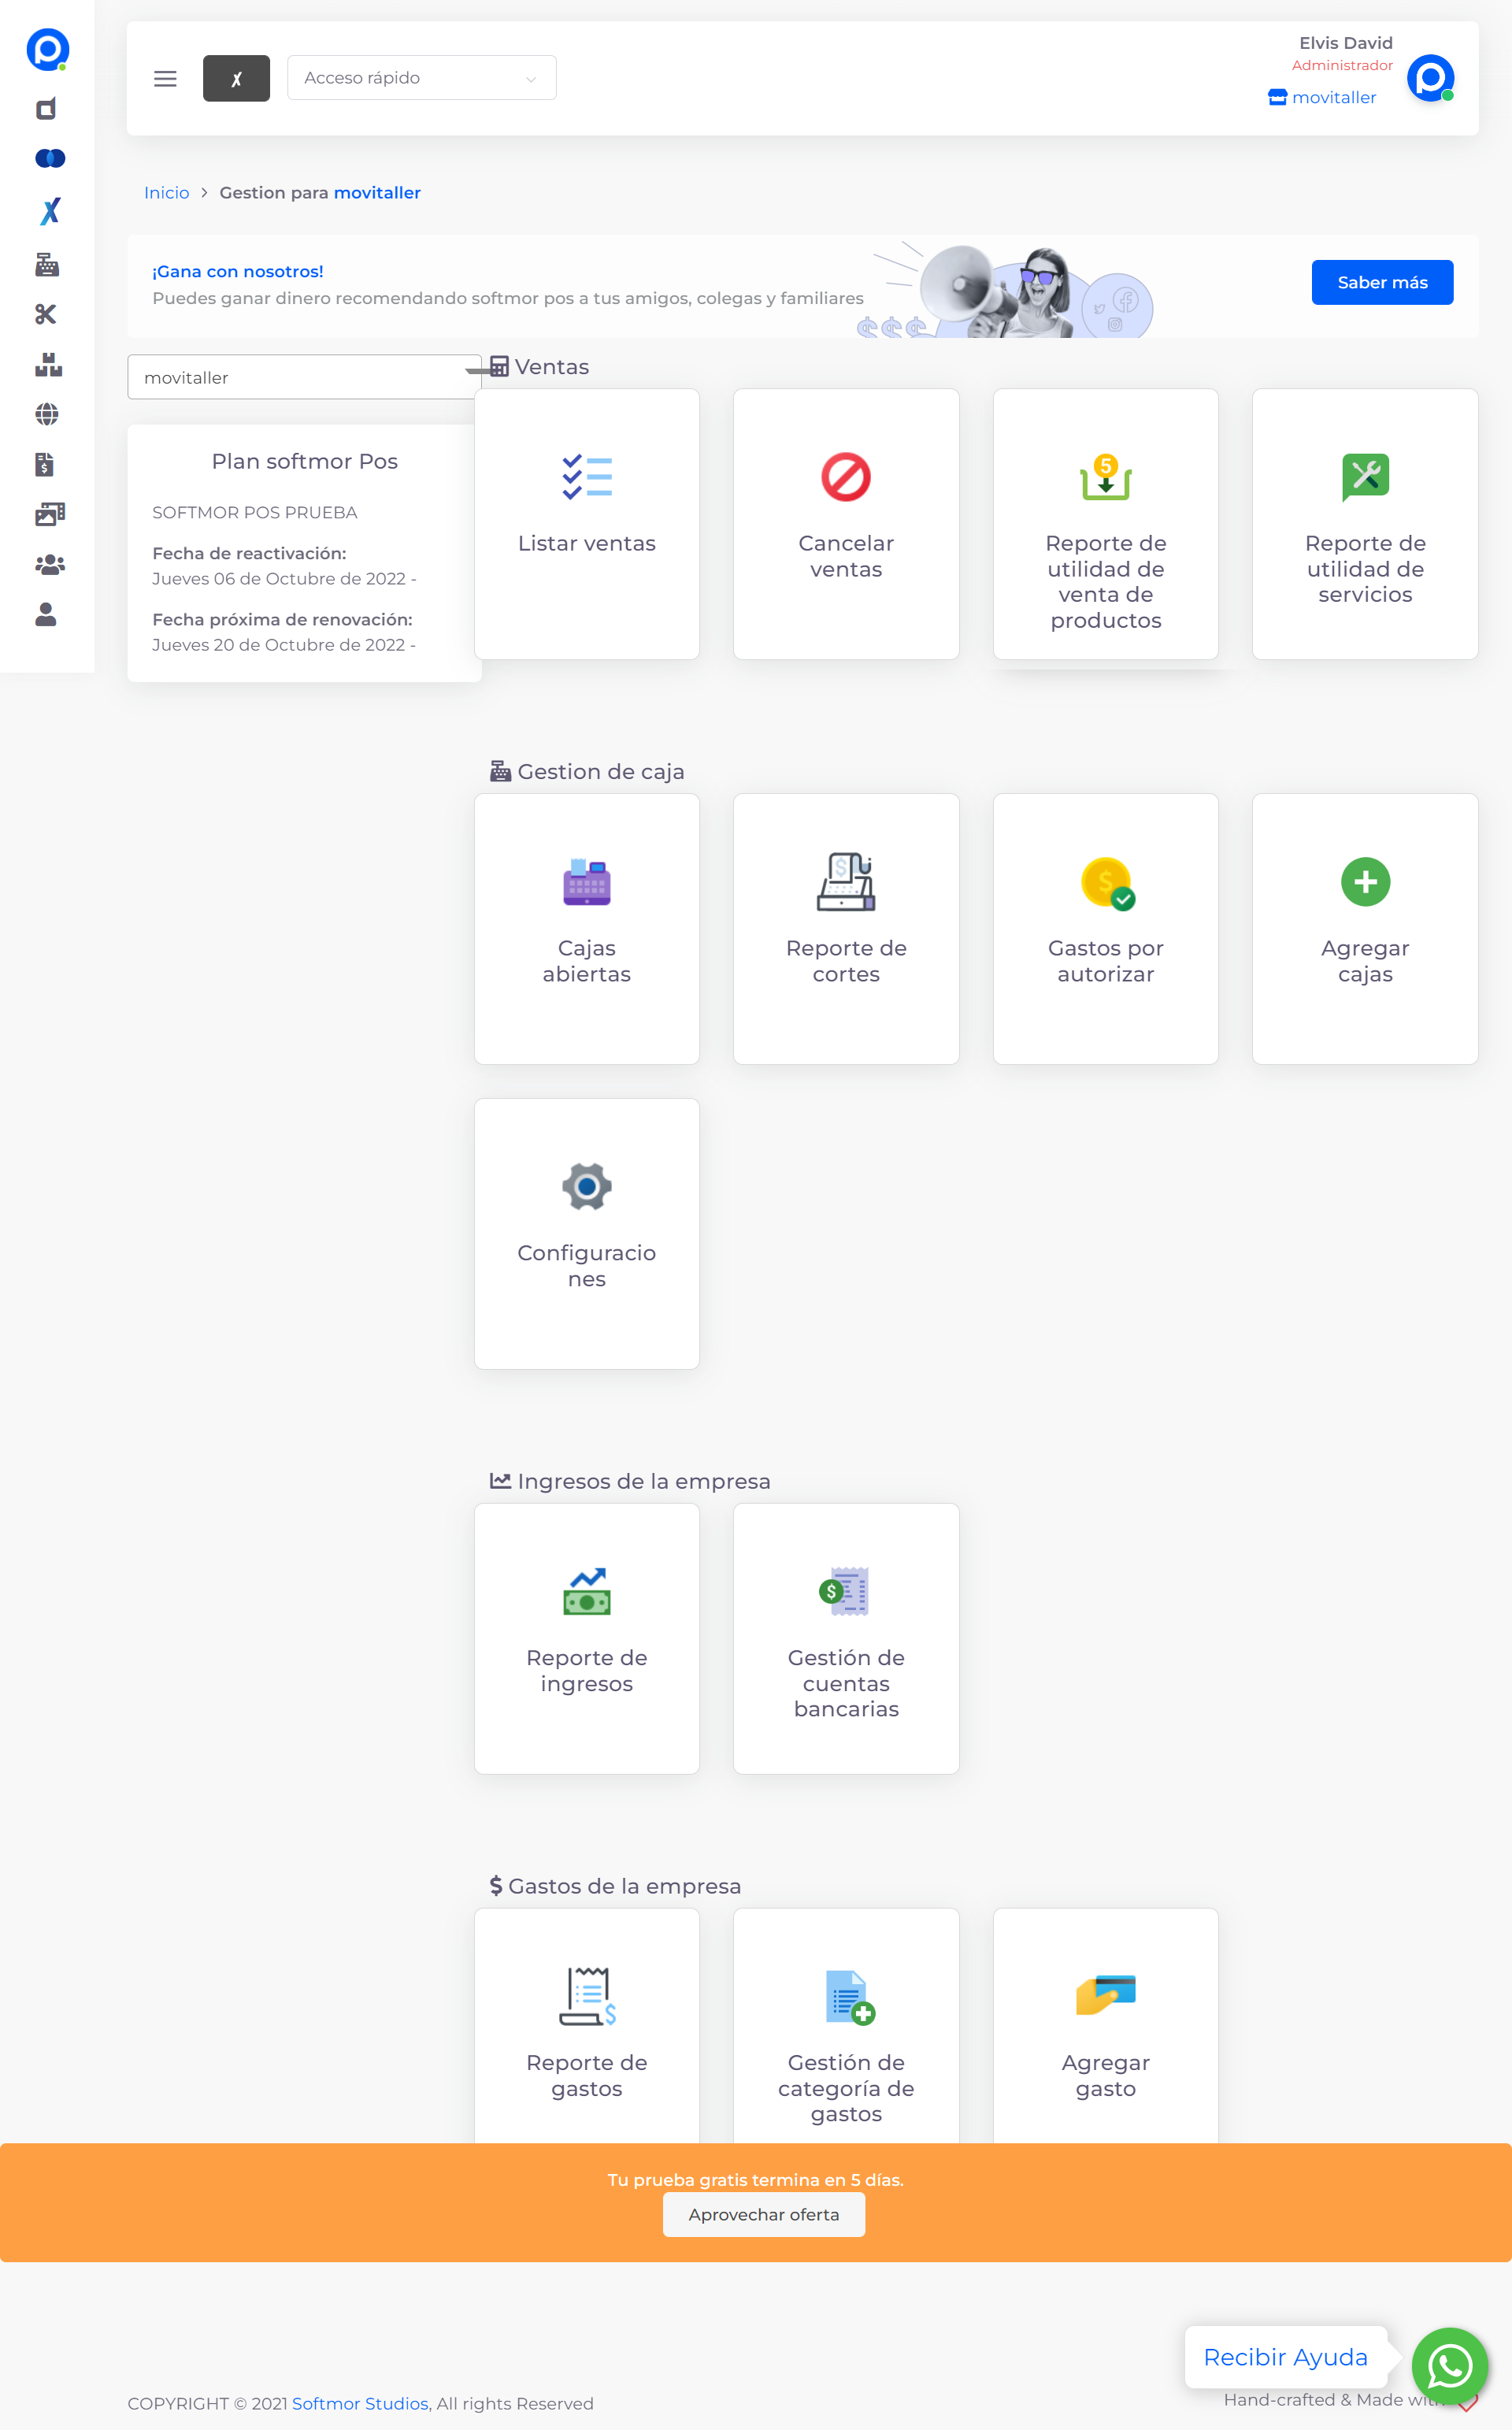 Elvis David
Administrador
movitaller
Acceso rápido
Inicio > Gestion para movitaller
¡Gana con nosotros!
Puedes ganar dinero recomendando softmor pos a tus amigos, colegas y familiares
$$$
Saber más
movitaller
Plan softmor Pos
SOFTMOR POS PRUEBA
Fecha de reactivación:
Jueves 06 de Octubre de 2022 -
Fecha próxima de renovación:
Jueves 20 de Octubre de 2022 -
Ventas
Listar ventas
Cancelar
ventas
5
Reporte de
utilidad de
venta de
productos
Reporte de
utilidad de
servicios
Gestion de caja
Cajas
abiertas
Reporte de
cortes
Gastos por
autorizar
Agregar
cajas
Configuracio
nes
Ingresos de la empresa
Reporte de
ingresos
Gestión de
cuentas
bancarias
$ Gastos de la empresa
Reporte de
gastos
Gestión de
categoría de
gastos
Agregar
gasto
Tu prueba gratis termina en 5 días.
Aprovechar oferta
Recibir Ayuda
COPYRIGHT © 2021 Softmor Studios, All rights Reserved
Hand-crafted & Made with